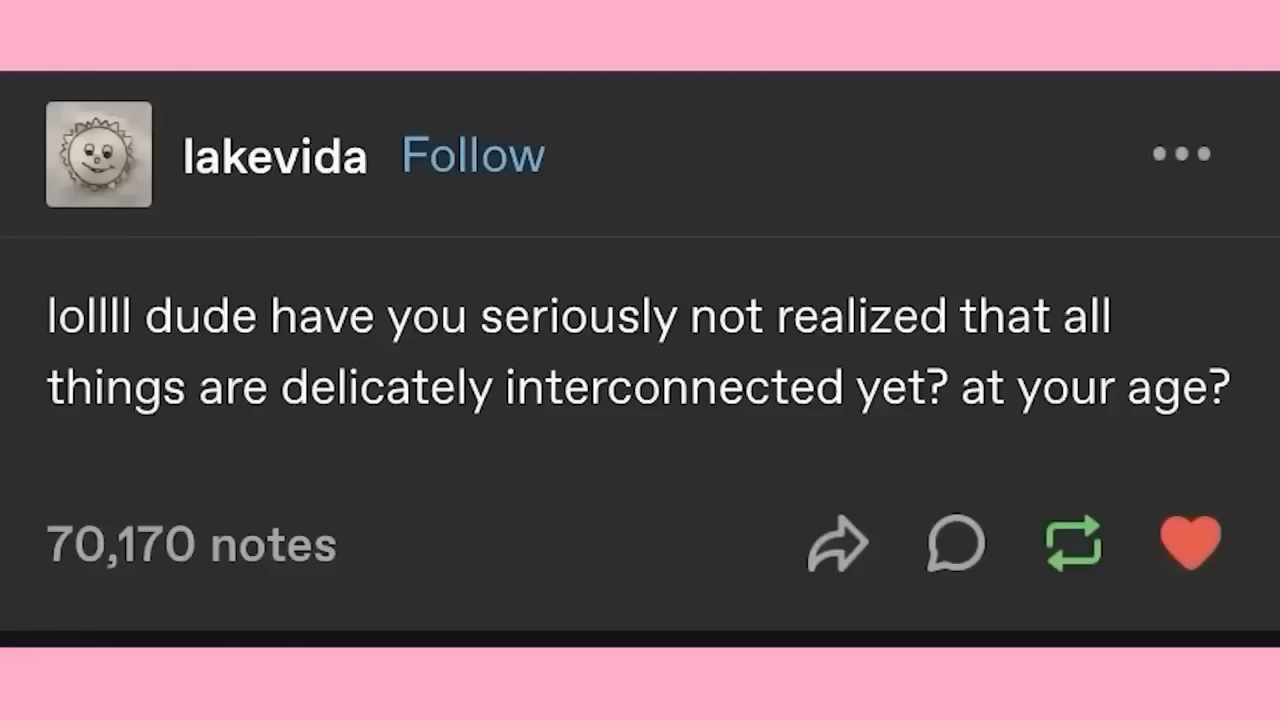 lakevida Follow
lollll dude have you seriously not realized that all
things are delicately interconnected yet? at your age?
70,170 notes